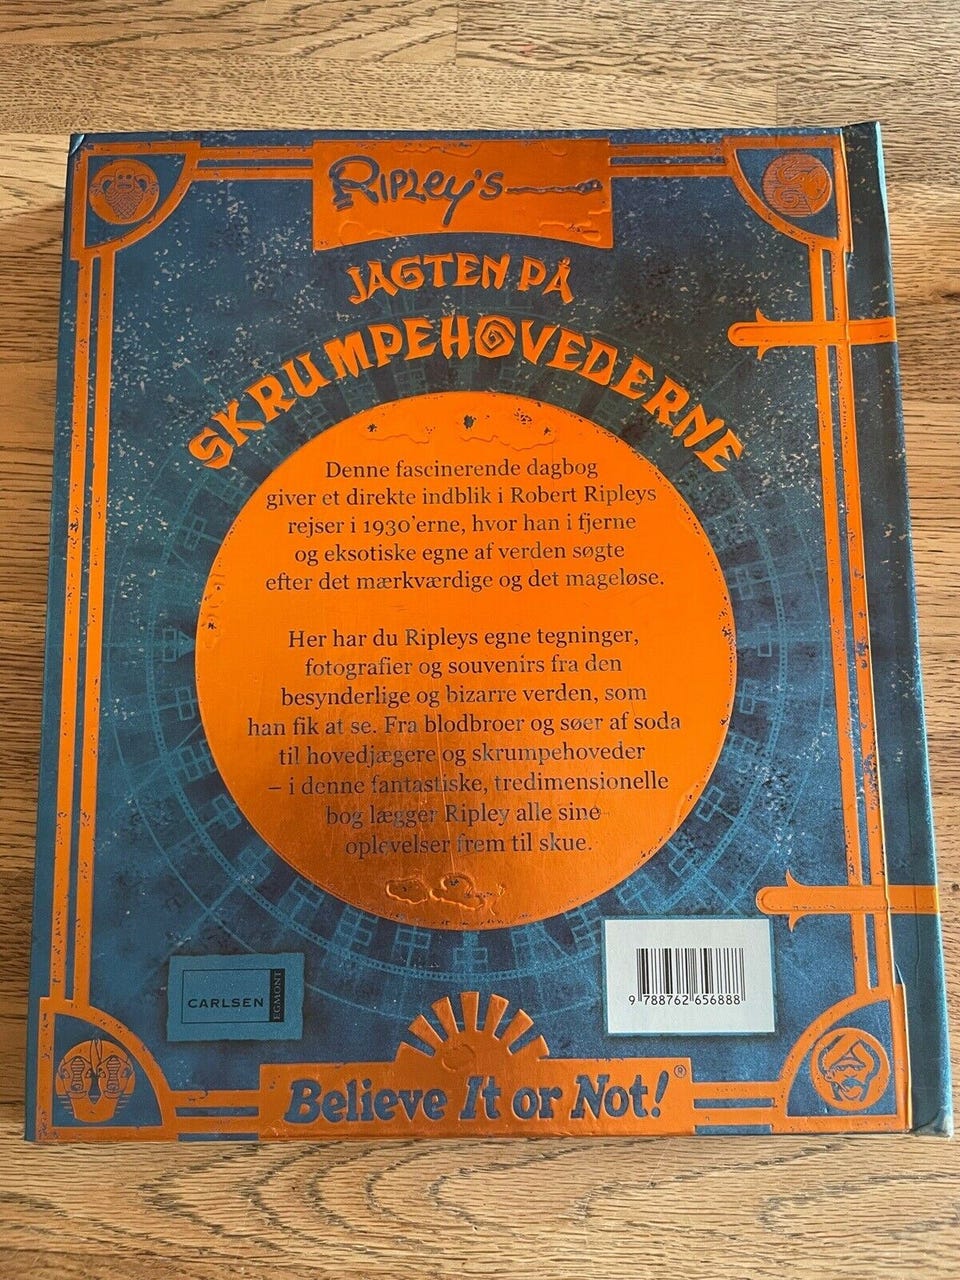 RIPLEY'S
JAGTEN PÅ
SKRUMPEHOVEDERNE
Denne fascinerende dagbog
giver et direkte indblik i Robert Ripleys
rejser i 1930'erne, hvor han i fjerne
og eksotiske egne af verden søgte
efter det mærkværdige og det mageløse.
Her har du Ripleys egne tegninger,
fotografier og souvenirs fra den
besynderlige og bizarre verden, som
han fik at se. Fra blodbroer og søer af soda
til hovedjægere og skrumpehoveder
– i denne fantastiske, tredimensionelle
bog lægger Ripley alle sine
oplevelser frem til skue.
CARLSEN
EGMONT
9 788762 656888
Believe It or Not!®